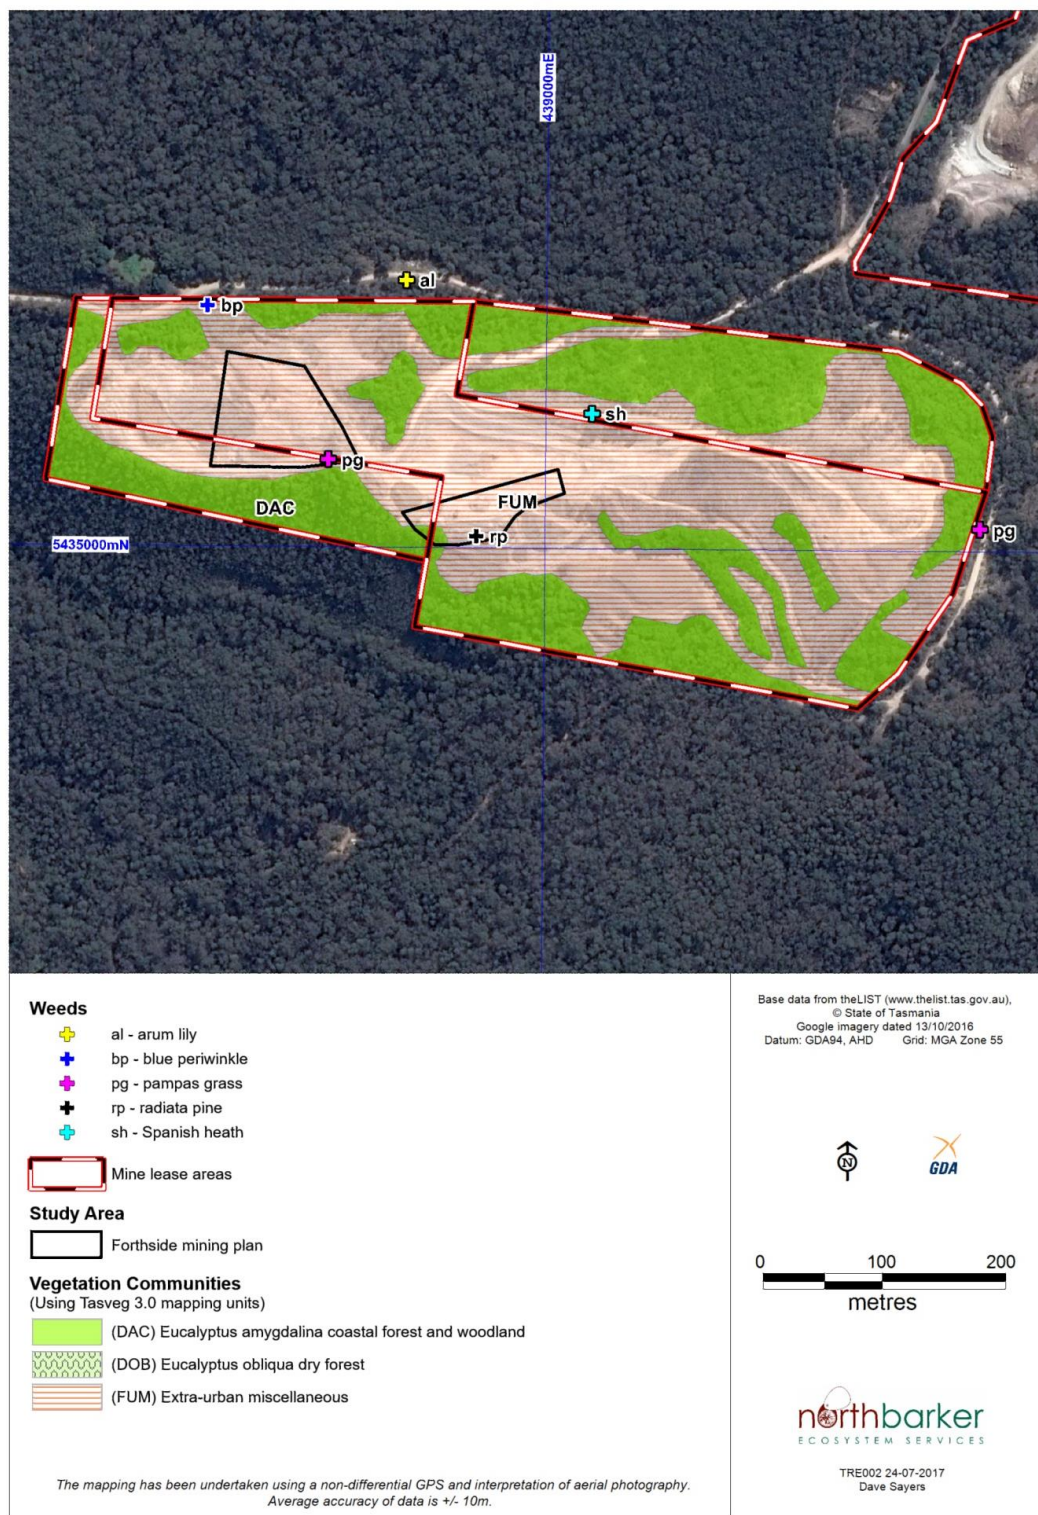 439000mE
al
bp
sh
pg
DAC
FUM
rp
pg
5435000mN
Weeds
al - arum lily
bp - blue periwinkle
pg - pampas grass
rp - radiata pine
sh - Spanish heath
Mine lease areas
Study Area
Forthside mining plan
Vegetation Communities
(Using Tasveg 3.0 mapping units)
(DAC) Eucalyptus amygdalina coastal forest and woodland
(DOB) Eucalyptus obliqua dry forest
(FUM) Extra-urban miscellaneous
The mapping has been undertaken using a non-differential GPS and interpretation of aerial photography.
Average accuracy of data is +/- 10m.
Base data from theLIST (www.thelist.tas.gov.au),
© State of Tasmania
Google imagery dated 13/10/2016
Datum: GDA94, AHD Grid: MGA Zone 55
N
GDA
0 100 200
metres
northbarker
ECOSYSTEM SERVICES
TRE002 24-07-2017
Dave Sayers